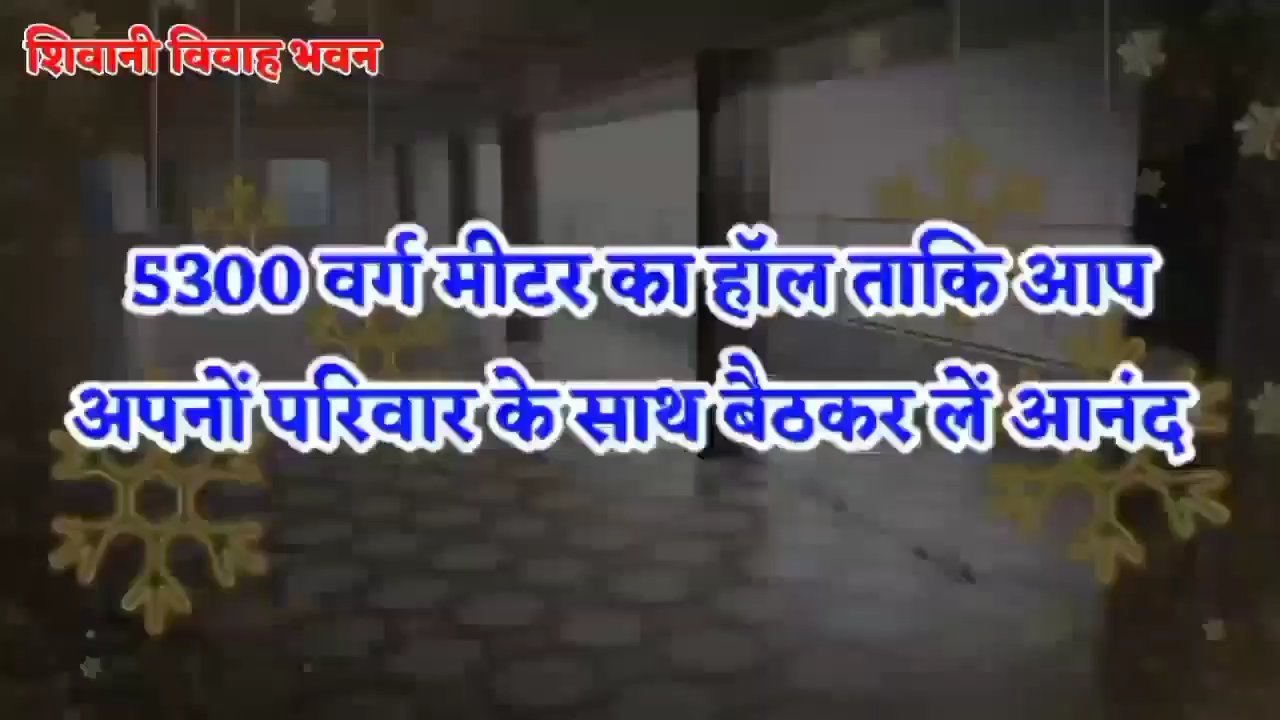 शिवानी विवाह भवन
5300 वर्ग मीटर का हॉल ताकि आप
अपनों परिवार के साथ बैठकर लें आनंद